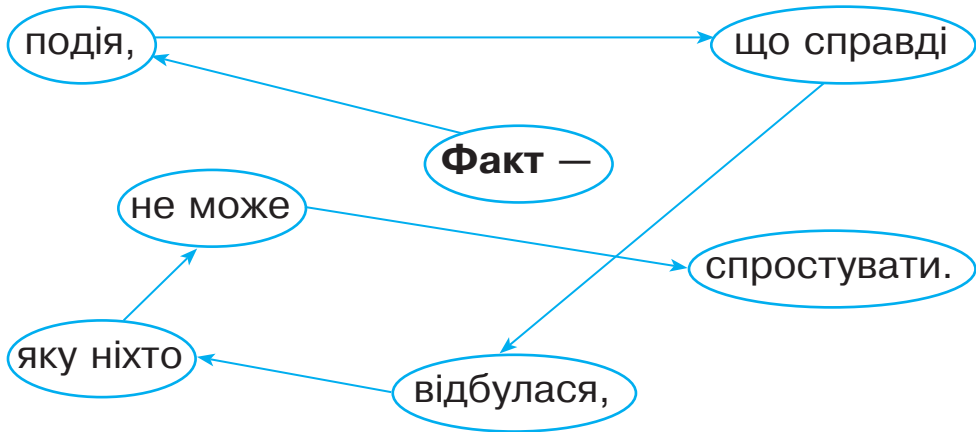 Факт —
подія,
що справді
відбулася,
яку ніхто
не може
спростувати.